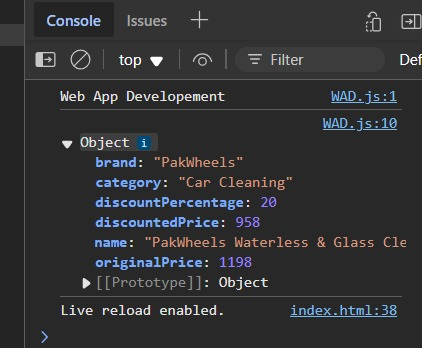 Console Issues
top Filter Def
Web App Developement WAD.js:1
WAD.js:10
Object i
brand: "PakWheels"
category: "Car Cleaning"
discountPercentage: 20
discountedPrice: 958
name: "PakWheels Waterless & Glass Cle
originalPrice: 1198
[[Prototype]]: Object
Live reload enabled. index.html:38